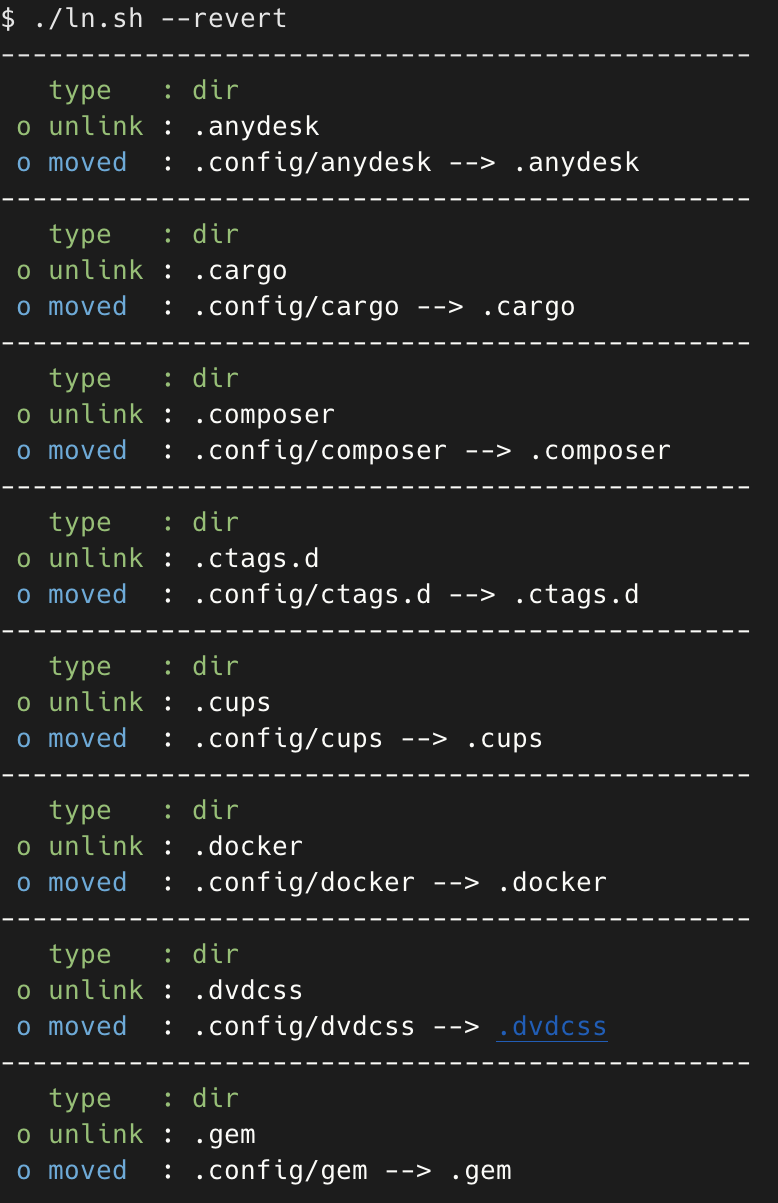 $ ./ln.sh --revert
-----------------------------------------------
type : dir
o unlink : .anydesk
o moved : .config/anydesk --> .anydesk
-----------------------------------------------
type : dir
o unlink : .cargo
o moved : .config/cargo --> .cargo
-----------------------------------------------
type : dir
o unlink : .composer
o moved : .config/composer --> .composer
-----------------------------------------------
type : dir
o unlink : .ctags.d
o moved : .config/ctags.d --> .ctags.d
-----------------------------------------------
type : dir
o unlink : .cups
o moved : .config/cups --> .cups
-----------------------------------------------
type : dir
o unlink : .docker
o moved : .config/docker --> .docker
-----------------------------------------------
type : dir
o unlink : .dvdcss
o moved : .config/dvdcss --> .dvdcss
-----------------------------------------------
type : dir
o unlink : .gem
o moved : .config/gem --> .gem